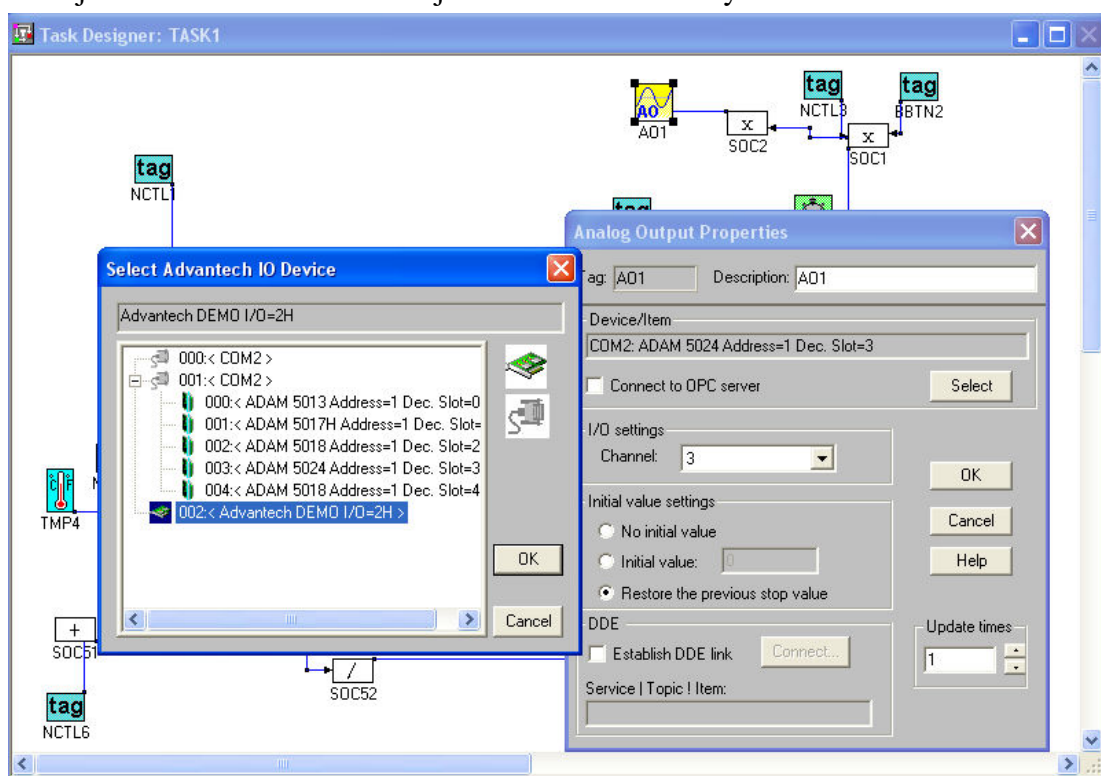 Task Designer: TASK1
tag
NCTL3
tag
BBTN2
AO
AO1
x
SOC2
x
SOC1
tag
NCTL1
tag
Analog Output Properties
Tag: AO1 Description: AO1
Device/Item
COM2: ADAM 5024 Address=1 Dec. Slot=3
Connect to OPC server
Select
I/O settings
Channel: 3
OK
Initial value settings
No initial value
Cancel
Initial value: 0
Help
Restore the previous stop value
DDE
Update times
Establish DDE link Connect...
1
Service | Topic ! Item:
Select Advantech IO Device
Advantech DEMO I/O=2H
000:< COM2 >
001:< COM2 >
000:< ADAM 5013 Address=1 Dec. Slot=0
001:< ADAM 5017H Address=1 Dec. Slot=
002:< ADAM 5018 Address=1 Dec. Slot=2
003:< ADAM 5024 Address=1 Dec. Slot=3
004:< ADAM 5018 Address=1 Dec. Slot=4
002:< Advantech DEMO I/O=2H >
OK
Cancel
°C °F
TMP4
+
SOC51
/
SOC52
tag
NCTL6